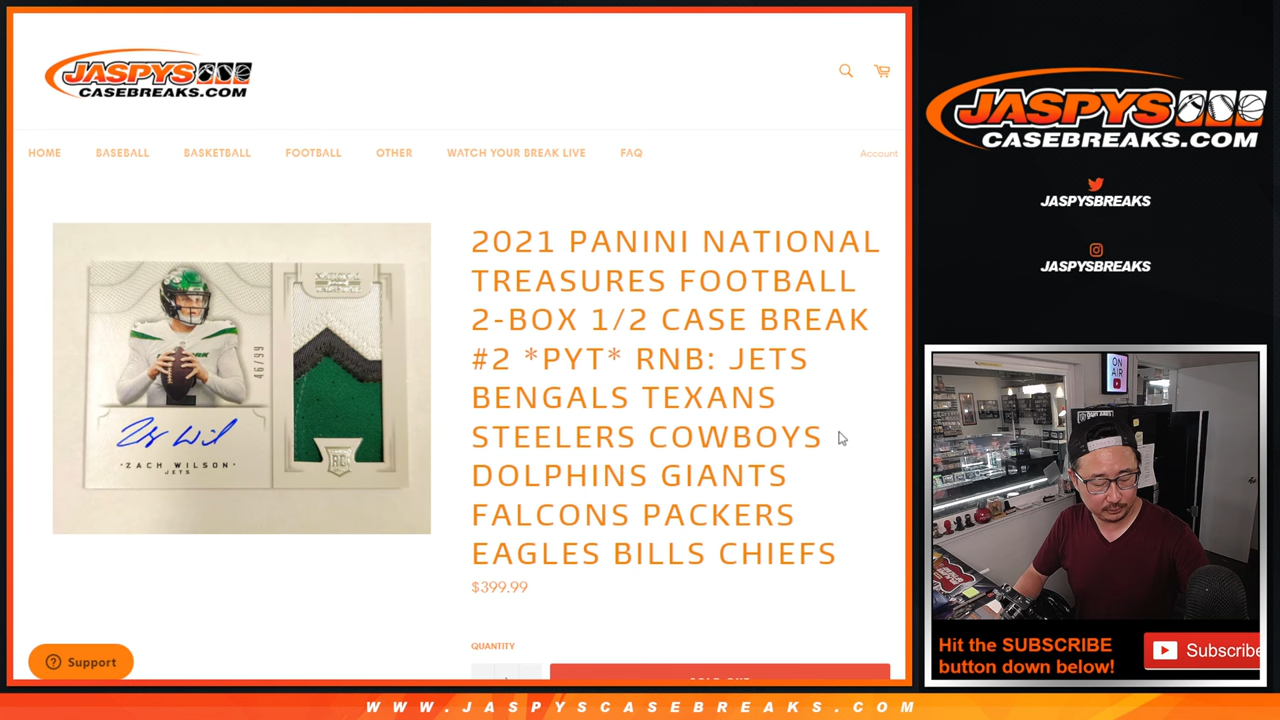 JASPYS
CASEBREAKS.COM
HOME
BASEBALL
BASKETBALL
FOOTBALL
OTHER
WATCH YOUR BREAK LIVE
FAQ
Account
2021 PANINI NATIONAL
TREASURES FOOTBALL
2-BOX 1/2 CASE BREAK
#2 *PYT* RNB: JETS
BENGALS TEXANS
STEELERS COWBOYS
DOLPHINS GIANTS
FALCONS PACKERS
EAGLES BILLS CHIEFS
$399.99
QUANTITY
46/99
ZACH WILSON
JETS
RC
Support
JASPYS
CASEBREAKS.COM
JASPYSBREAKS
JASPYSBREAKS
ON
AIR
Hit the SUBSCRIBE
button down below!
Subscribe
WWW.JASPYSCASEBREAKS.COM